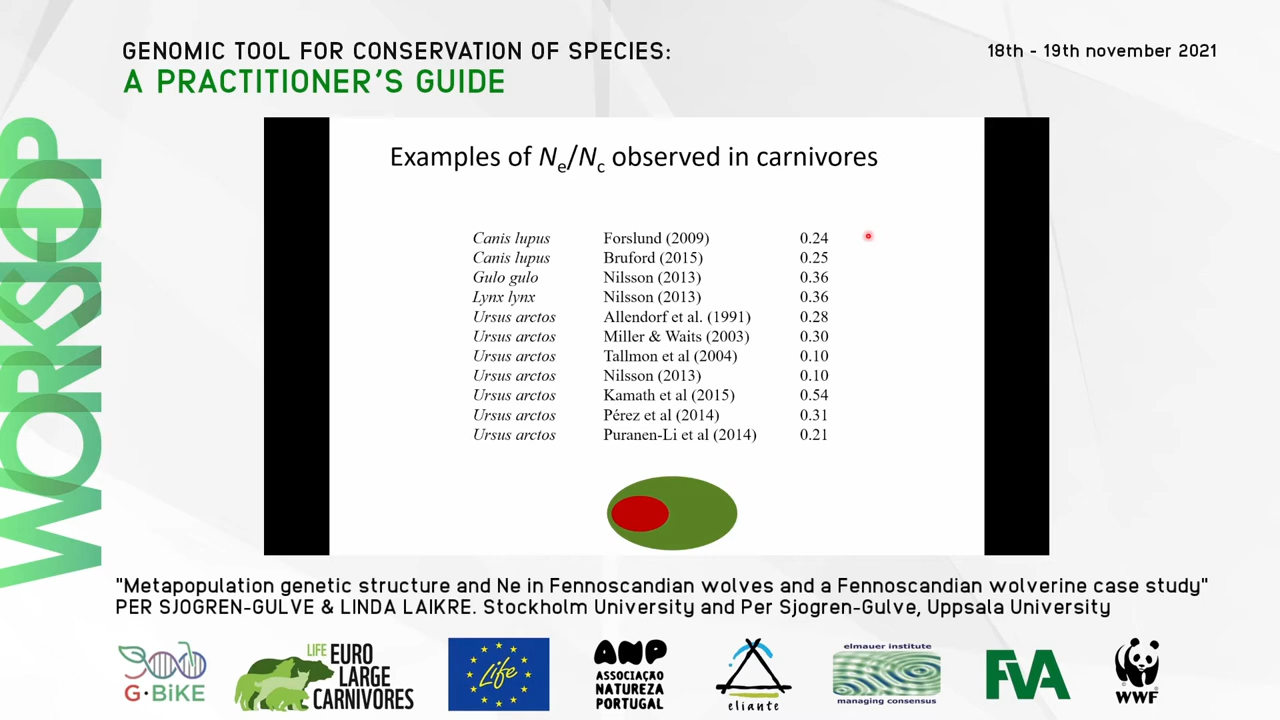 GENOMIC TOOL FOR CONSERVATION OF SPECIES:
18th - 19th november 2021
A PRACTITIONER'S GUIDE
WORKSHOP
Examples of Ne/Nc observed in carnivores
Canis lupus Forslund (2009) 0.24
Canis lupus Bruford (2015) 0.25
Gulo gulo Nilsson (2013) 0.36
Lynx lynx Nilsson (2013) 0.36
Ursus arctos Allendorf et al. (1991) 0.28
Ursus arctos Miller & Waits (2003) 0.30
Ursus arctos Tallmon et al (2004) 0.10
Ursus arctos Nilsson (2013) 0.10
Ursus arctos Kamath et al (2015) 0.54
Ursus arctos Pérez et al (2014) 0.31
Ursus arctos Puranen-Li et al (2014) 0.21
"Metapopulation genetic structure and Ne in Fennoscandian wolves and a Fennoscandian wolverine case study"
PER SJOGREN-GULVE & LINDA LAIKRE. Stockholm University and Per Sjogren-Gulve, Uppsala University
G·BiKE
LIFE EURO
LARGE
CARNIVORES
Life
ANP
ASSOCIAÇÃO
NATUREZA
PORTUGAL
eliante
elmauer institute
managing consensus
FVA
WWF